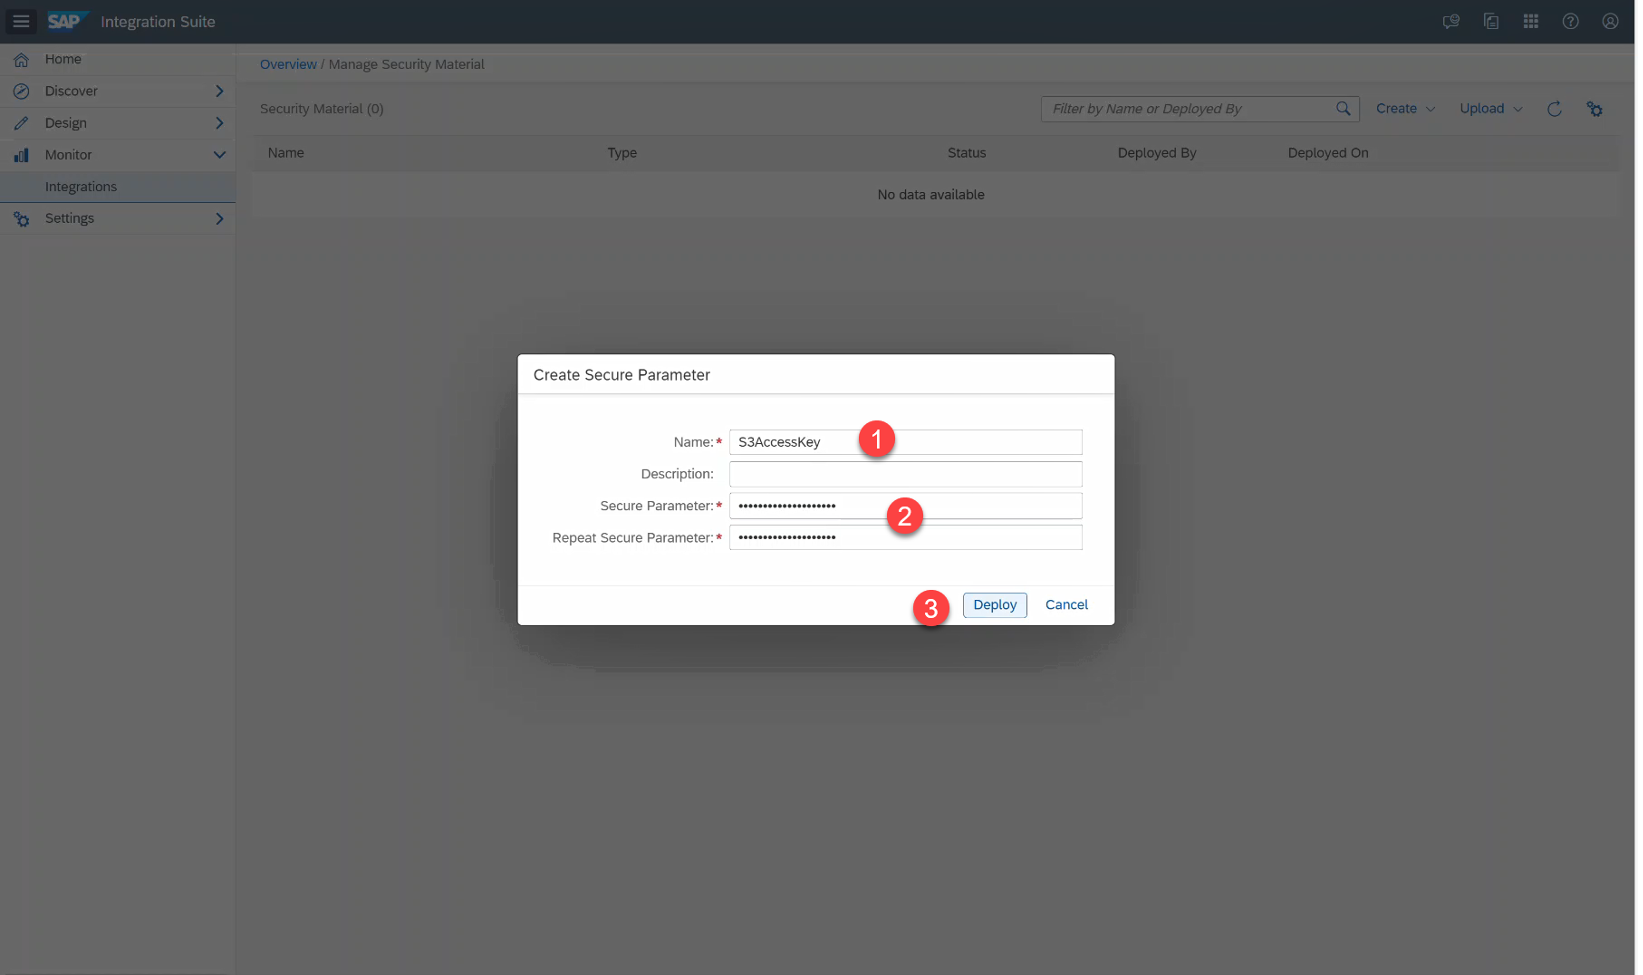 SAP Integration Suite
Home
Discover
Design
Monitor
Integrations
Settings
Overview / Manage Security Material
Security Material (0)
Filter by Name or Deployed By
Create
Upload
Name Type Status Deployed By Deployed On
No data available
Create Secure Parameter
Name:* S3AccessKey 1
Description:
Secure Parameter:* ••••••••••••••••••••
2
Repeat Secure Parameter:* ••••••••••••••••••••
3 Deploy Cancel